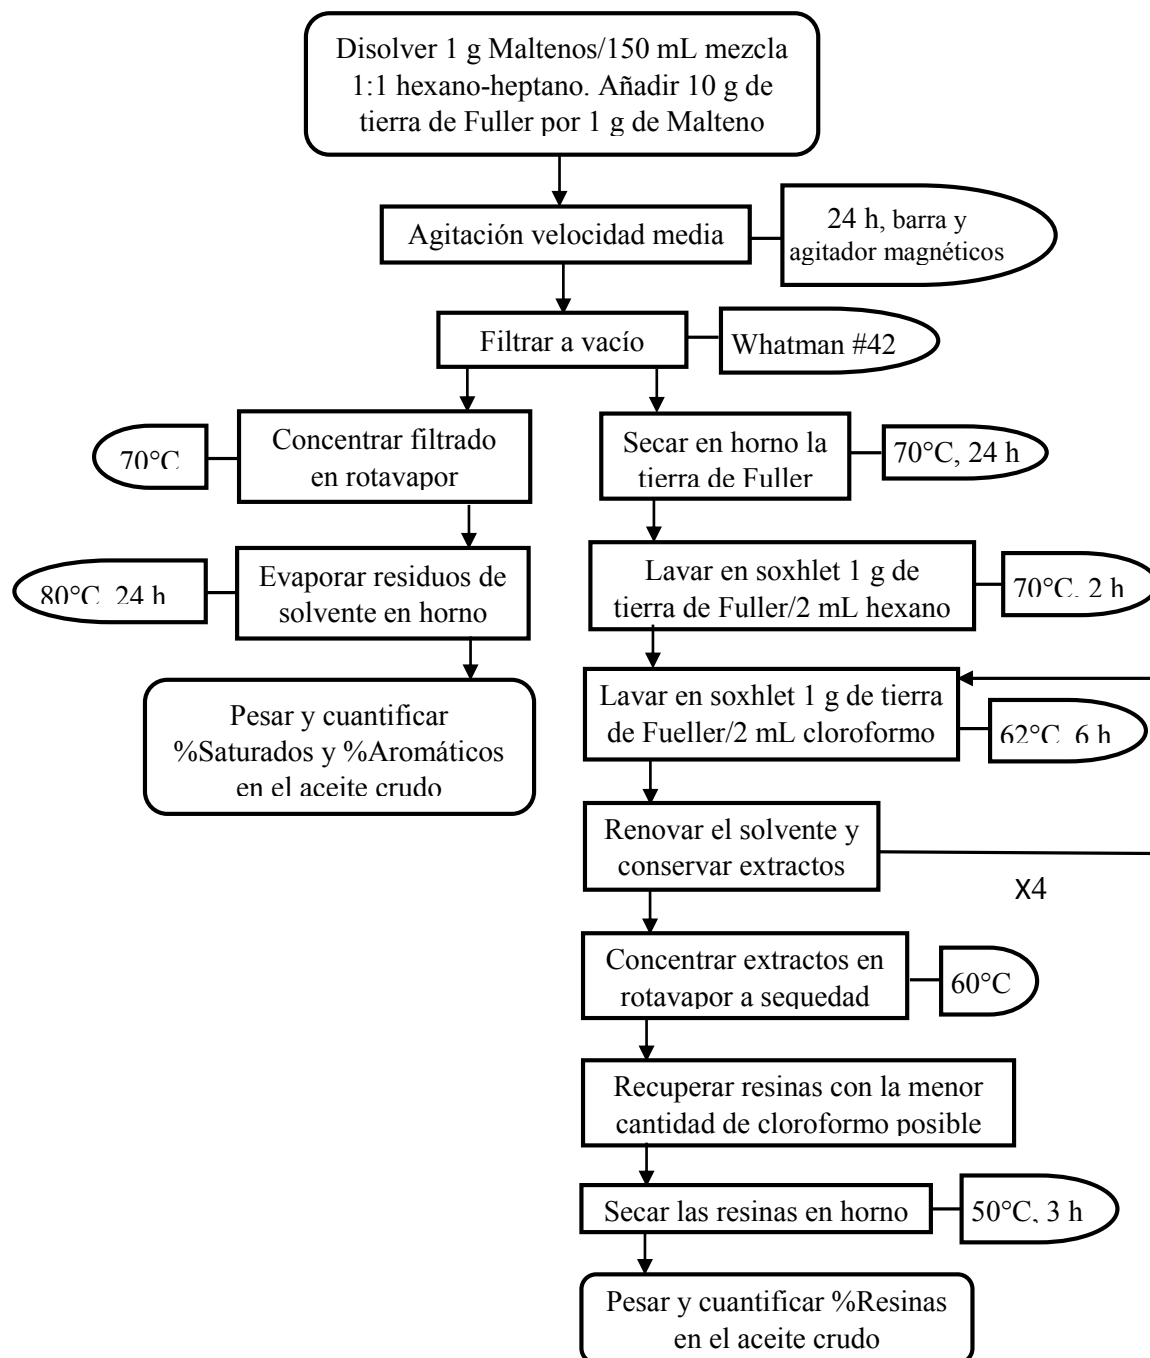 Disolver 1 g Maltenos/150 mL mezcla
1:1 hexano-heptano. Añadir 10 g de
tierra de Fuller por 1 g de Malteno
Agitación velocidad media
24 h, barra y
agitador magnéticos
Filtrar a vacío
Whatman #42
Concentrar filtrado
en rotavapor
70°C
Secar en horno la
tierra de Fuller
70°C, 24 h
Evaporar residuos de
solvente en horno
80°C, 24 h
Lavar en soxhlet 1 g de
tierra de Fuller/2 mL hexano
70°C, 2 h
Pesar y cuantificar
%Saturados y %Aromáticos
en el aceite crudo
Lavar en soxhlet 1 g de tierra
de Fueller/2 mL cloroformo
62°C, 6 h
Renovar el solvente y
conservar extractos
X4
Concentrar extractos en
rotavapor a sequedad
60°C
Recuperar resinas con la menor
cantidad de cloroformo posible
Secar las resinas en horno
50°C, 3 h
Pesar y cuantificar %Resinas
en el aceite crudo